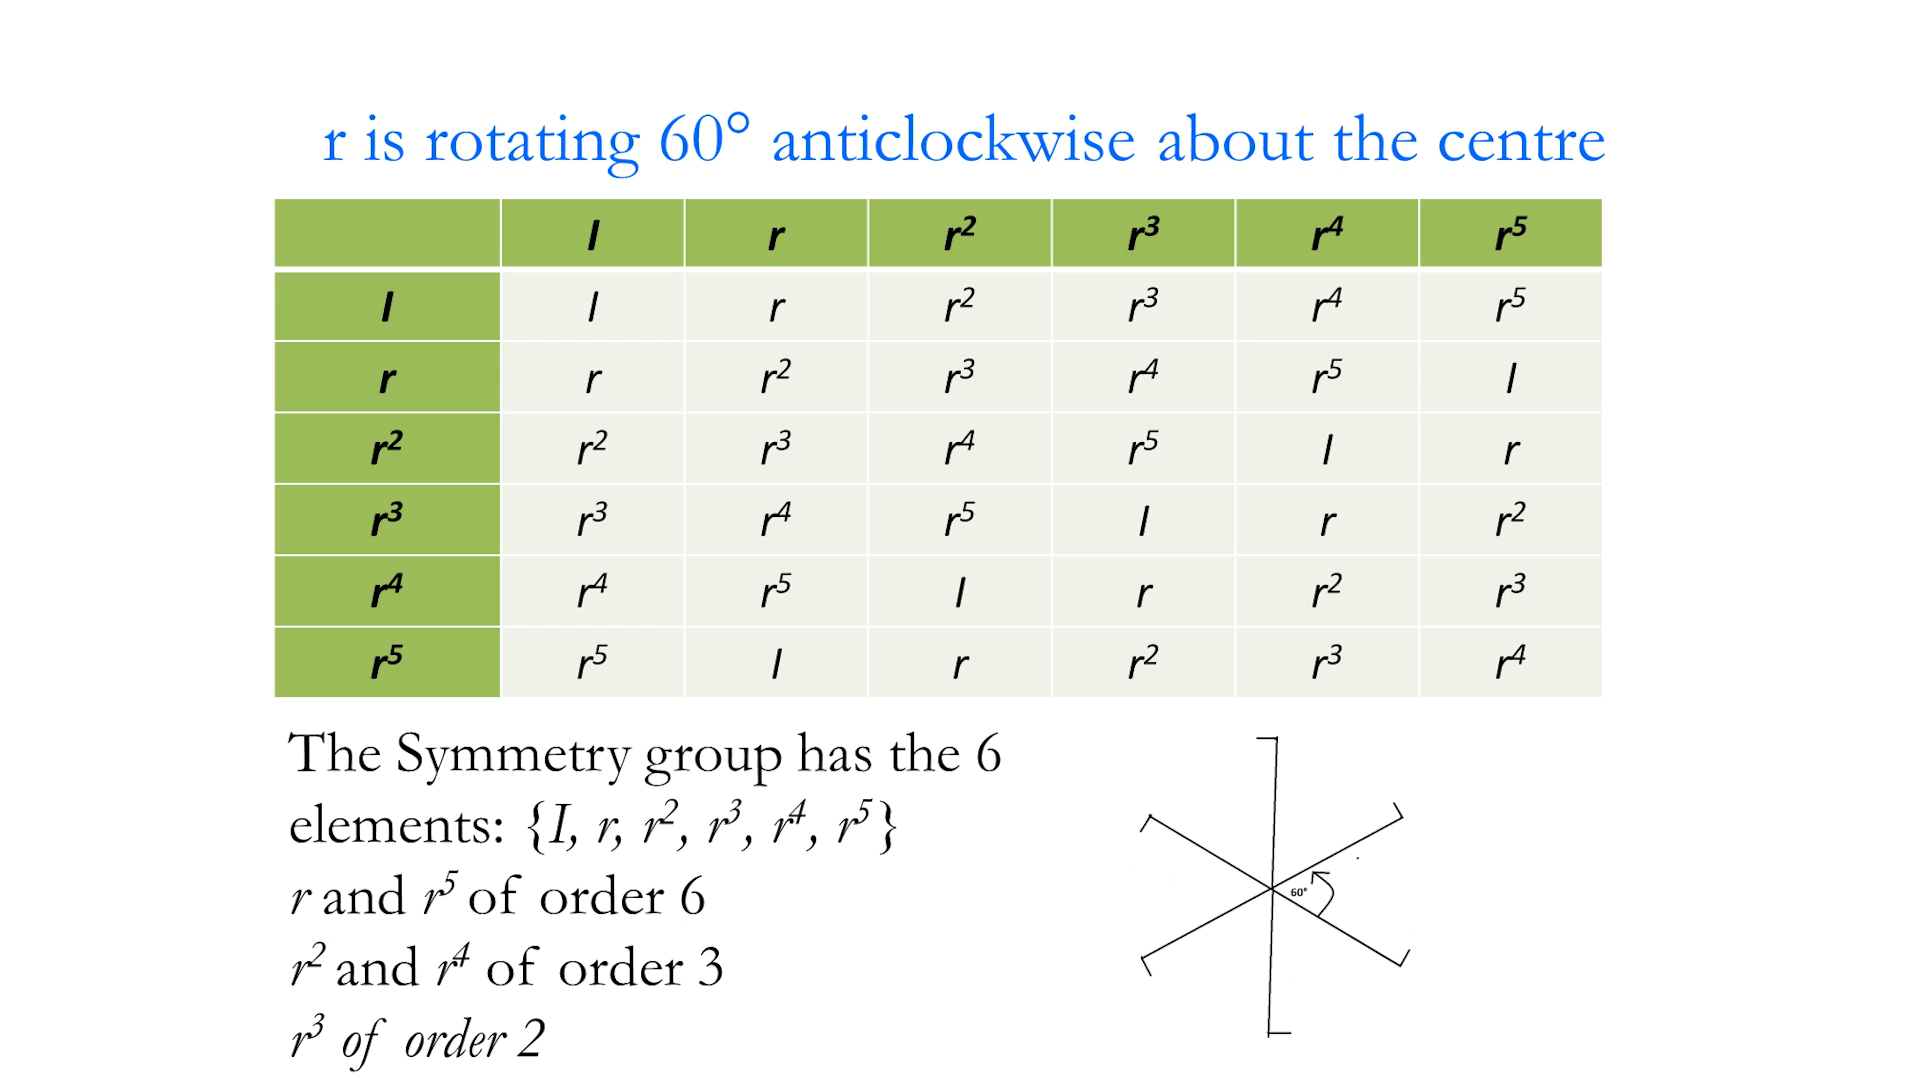 r is rotating 60° anticlockwise about the centre
I r r² r³ r⁴ r⁵
I I r r² r³ r⁴ r⁵
r r r² r³ r⁴ r⁵ I
r² r² r³ r⁴ r⁵ I r
r³ r³ r⁴ r⁵ I r r²
r⁴ r⁴ r⁵ I r r² r³
r⁵ r⁵ I r r² r³ r⁴
The Symmetry group has the 6
elements: {I, r, r², r³, r⁴, r⁵}
r and r⁵ of order 6
r² and r⁴ of order 3
r³ of order 2
60°